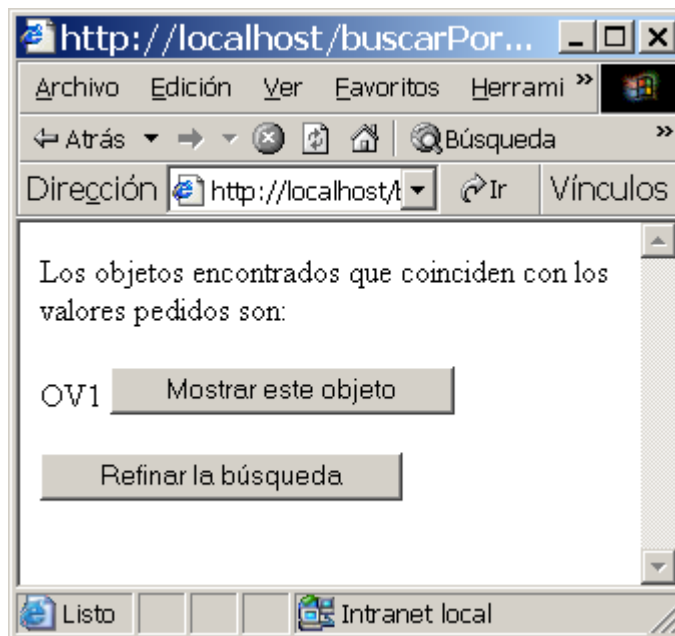 http://localhost/buscarPor...
Archivo Edición Ver Favoritos Herrami »
Atrás Búsqueda »
Dirección http://localhost/b Ir Vínculos
Los objetos encontrados que coinciden con los
valores pedidos son:
OV1 Mostrar este objeto
Refinar la búsqueda
Listo Intranet local